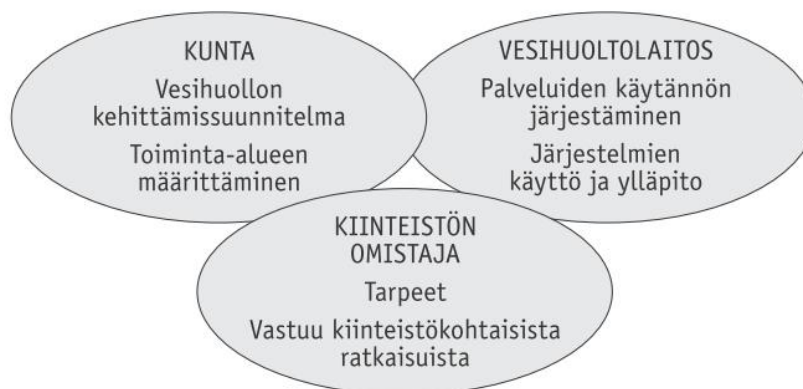 KUNTA
Vesihuollon
kehittämissuunnitelma
Toiminta-alueen
määrittäminen
VESIHUOLTOLAITOS
Palveluiden käytännön
järjestäminen
Järjestelmien
käyttö ja ylläpito
KIINTEISTÖN
OMISTAJA
Tarpeet
Vastuu kiinteistökohtaisista
ratkaisuista